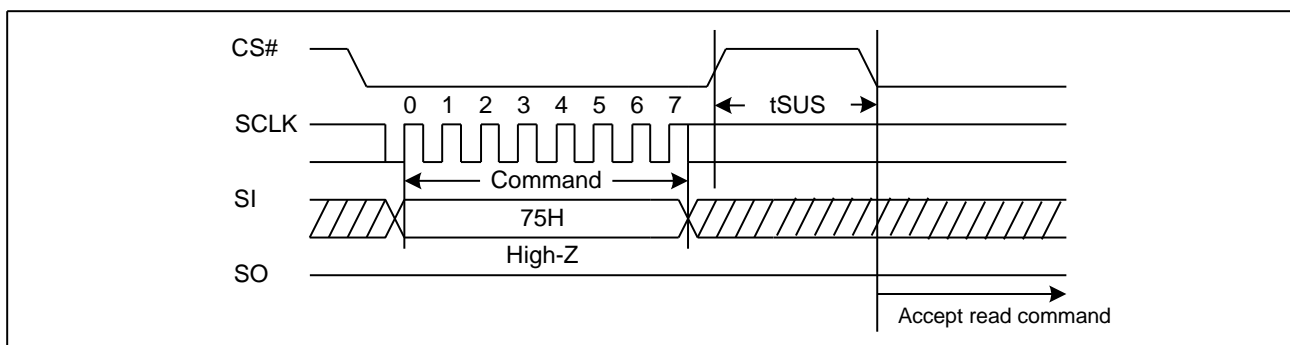 CS#
tSUS
0 1 2 3 4 5 6 7
SCLK
Command
SI
75H
High-Z
SO
Accept read command